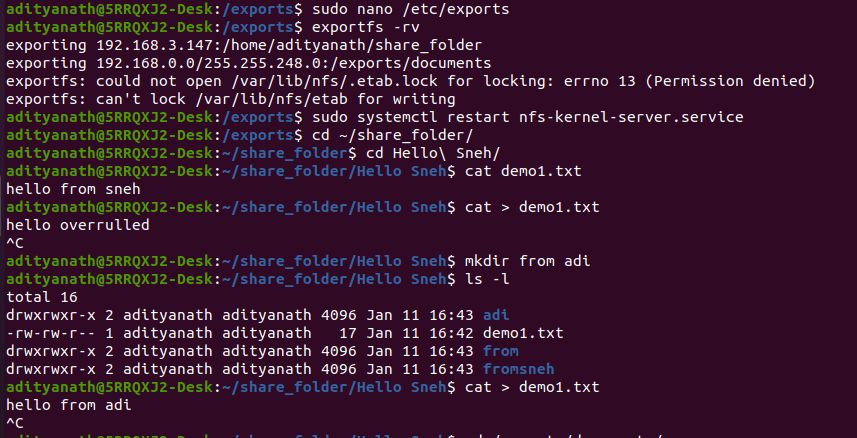 adityanath@5RRQXJ2-Desk:/exports$ sudo nano /etc/exports
adityanath@5RRQXJ2-Desk:/exports$ exportfs -rv
exporting 192.168.3.147:/home/adityanath/share_folder
exporting 192.168.0.0/255.255.248.0:/exports/documents
exportfs: could not open /var/lib/nfs/.etab.lock for locking: errno 13 (Permission denied)
exportfs: can't lock /var/lib/nfs/etab for writing
adityanath@5RRQXJ2-Desk:/exports$ sudo systemctl restart nfs-kernel-server.service
adityanath@5RRQXJ2-Desk:/exports$ cd ~/share_folder/
adityanath@5RRQXJ2-Desk:~/share_folder$ cd Hello\ Sneh/
adityanath@5RRQXJ2-Desk:~/share_folder/Hello Sneh$ cat demo1.txt
hello from sneh
adityanath@5RRQXJ2-Desk:~/share_folder/Hello Sneh$ cat > demo1.txt
hello overrulled
^C
adityanath@5RRQXJ2-Desk:~/share_folder/Hello Sneh$ mkdir from adi
adityanath@5RRQXJ2-Desk:~/share_folder/Hello Sneh$ ls -l
total 16
drwxrwxr-x 2 adityanath adityanath 4096 Jan 11 16:43 adi
-rw-rw-r-- 1 adityanath adityanath   17 Jan 11 16:42 demo1.txt
drwxrwxr-x 2 adityanath adityanath 4096 Jan 11 16:43 from
drwxrwxr-x 2 adityanath adityanath 4096 Jan 11 16:43 fromsneh
adityanath@5RRQXJ2-Desk:~/share_folder/Hello Sneh$ cat > demo1.txt
hello from adi
^C